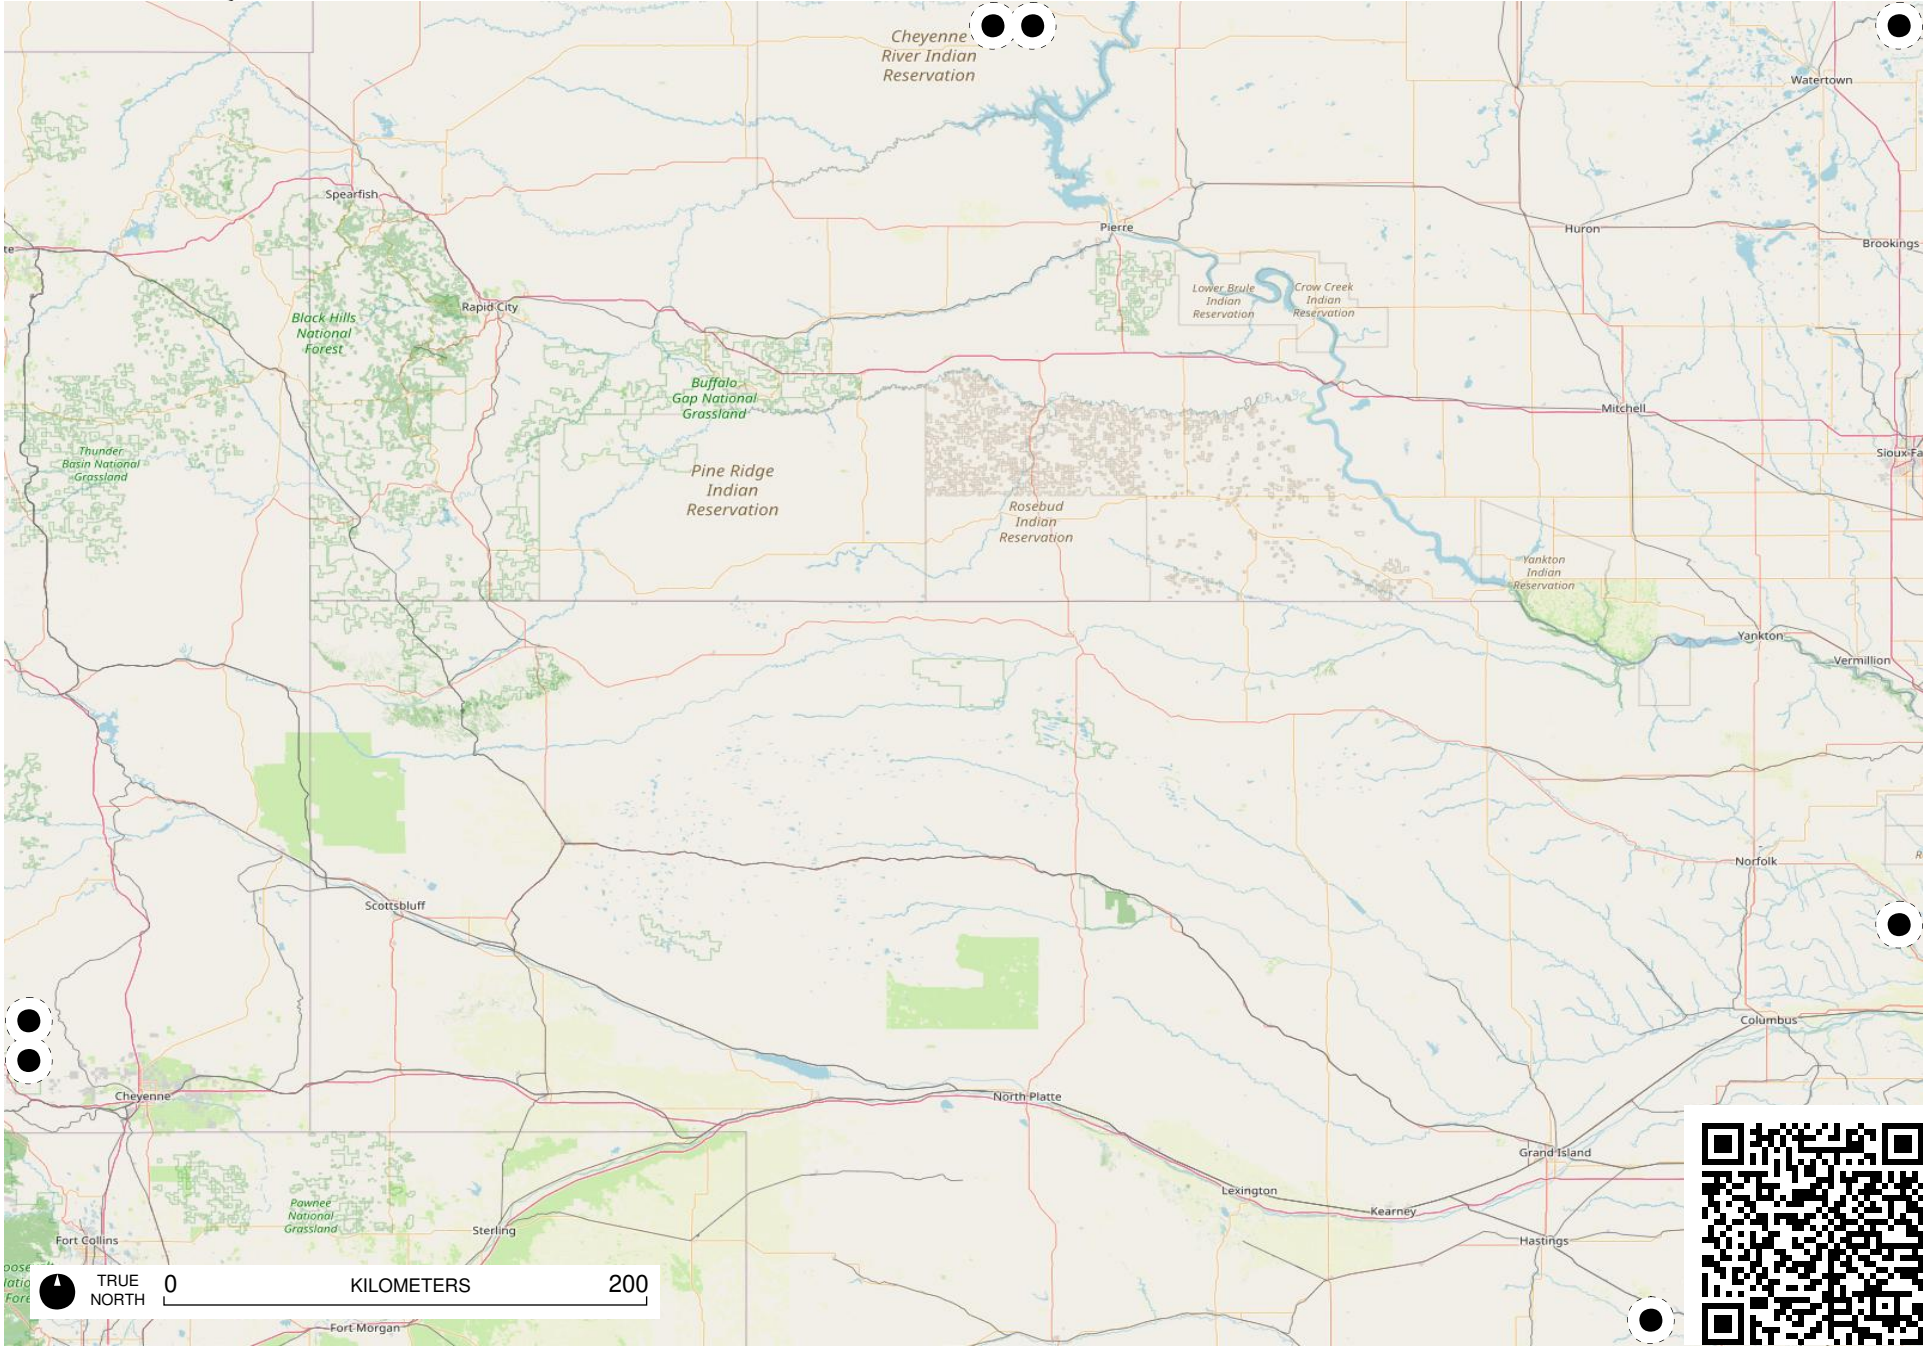 Cheyenne
River Indian
Reservation
Watertown
Spearfish
Pierre
Huron
Brookings
Lower Brule
Indian
Reservation
Crow Creek
Indian
Reservation
Rapid City
Black Hills
National
Forest
Buffalo
Gap National
Grassland
Mitchell
Thunder
Basin National
Grassland
Sioux Fa
Pine Ridge
Indian
Reservation
Rosebud
Indian
Reservation
Yankton
Indian
Reservation
Yankton
Vermillion
Norfolk
Scottsbluff
Columbus
Cheyenne
North Platte
Grand Island
Lexington
Kearney
Pawnee
National
Grassland
Sterling
Fort Collins
Hastings
TRUE
NORTH
0 KILOMETERS 200
Fort Morgan